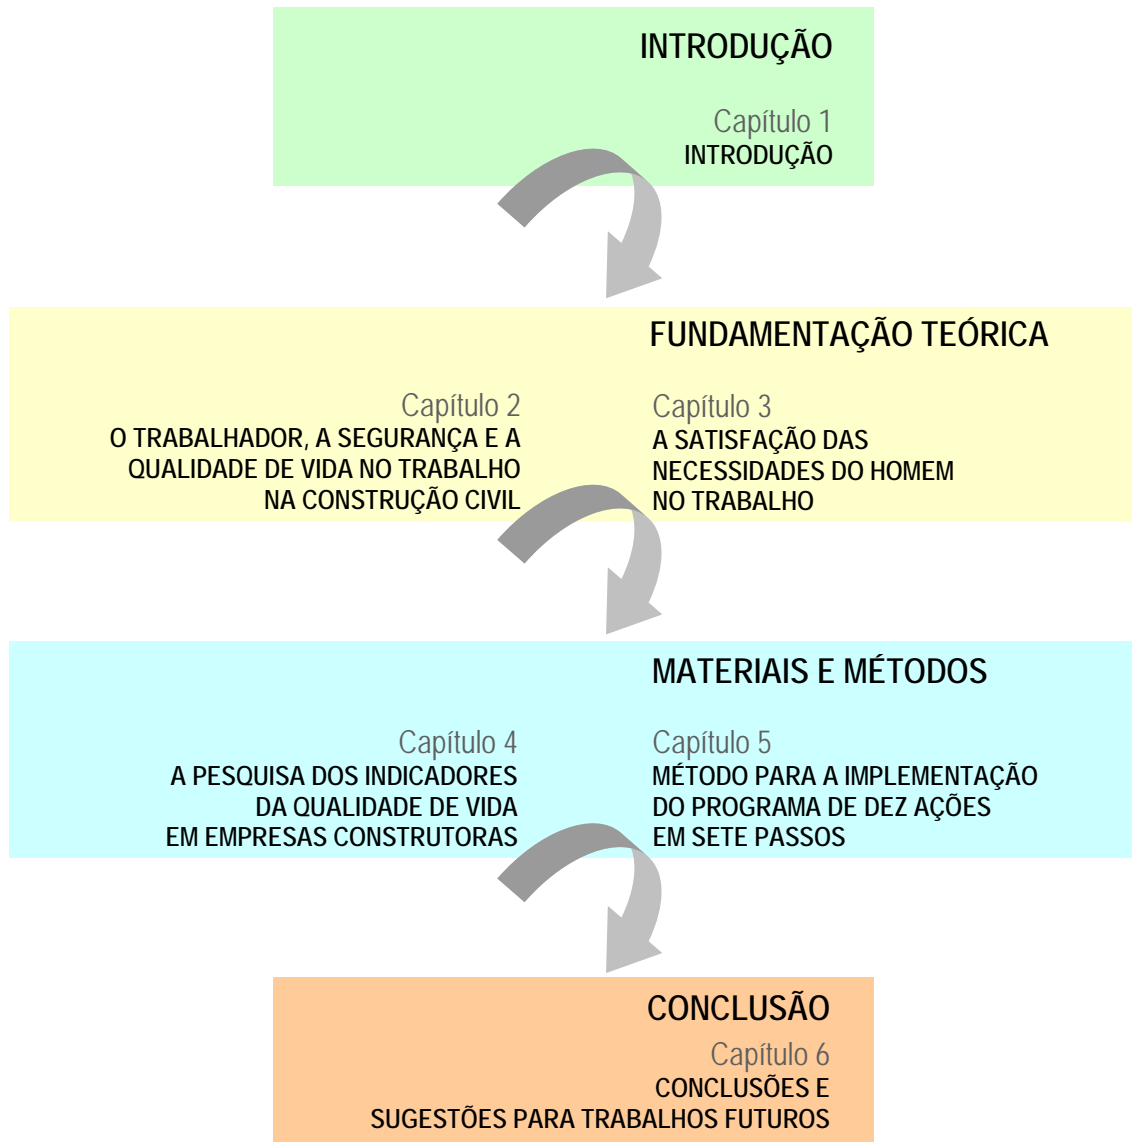 INTRODUÇÃO
Capítulo 1
INTRODUÇÃO
FUNDAMENTAÇÃO TEÓRICA
Capítulo 2
O TRABALHADOR, A SEGURANÇA E A
QUALIDADE DE VIDA NO TRABALHO
NA CONSTRUÇÃO CIVIL
Capítulo 3
A SATISFAÇÃO DAS
NECESSIDADES DO HOMEM
NO TRABALHO
MATERIAIS E MÉTODOS
Capítulo 4
A PESQUISA DOS INDICADORES
DA QUALIDADE DE VIDA
EM EMPRESAS CONSTRUTORAS
Capítulo 5
MÉTODO PARA A IMPLEMENTAÇÃO
DO PROGRAMA DE DEZ AÇÕES
EM SETE PASSOS
CONCLUSÃO
Capítulo 6
CONCLUSÕES E
SUGESTÕES PARA TRABALHOS FUTUROS